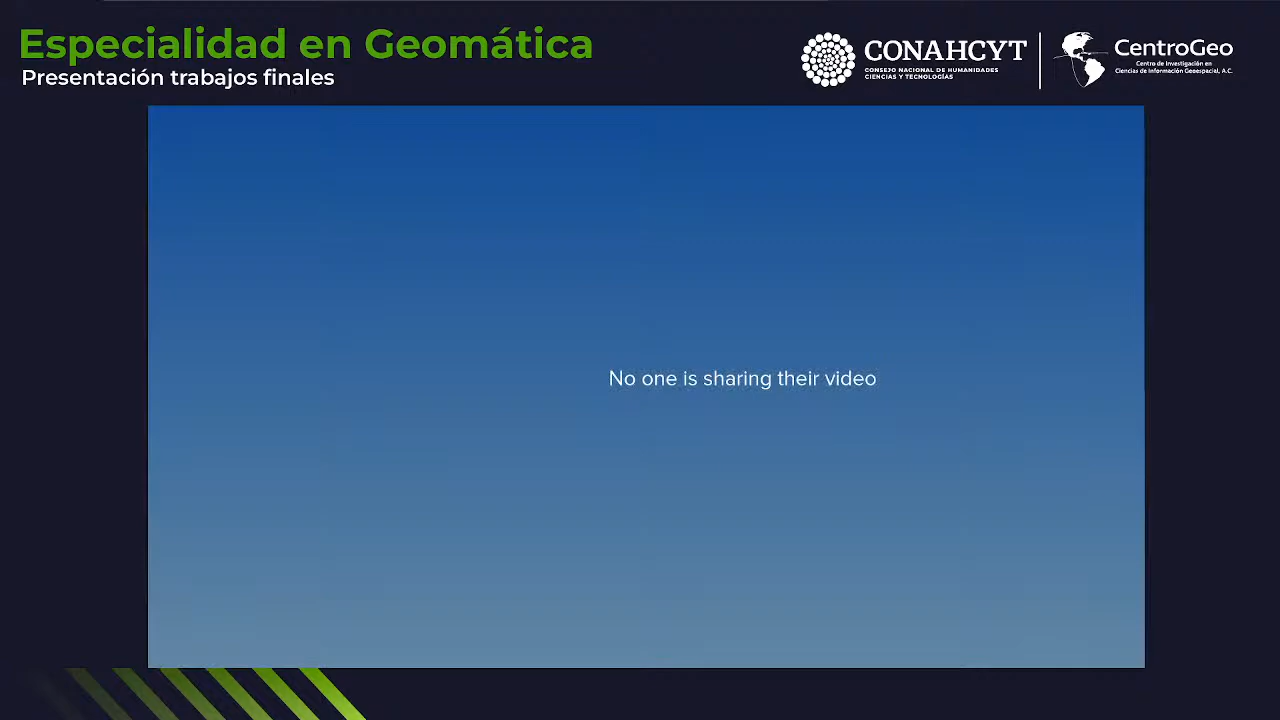 Especialidad en Geomática
Presentación trabajos finales
CONAHCYT
CONSEJO NACIONAL DE HUMANIDADES
CIENCIAS Y TECNOLOGÍAS
CentroGeo
Centro de Investigación en
Ciencias de Información Geoespacial, A.C.
No one is sharing their video